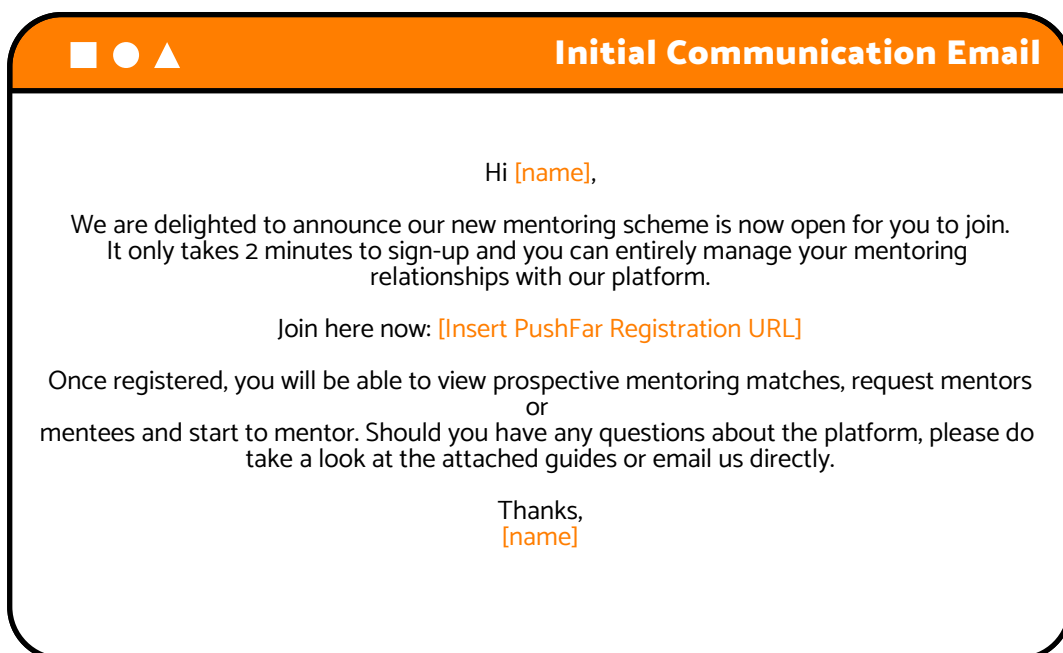 Initial Communication Email
Hi [name],
We are delighted to announce our new mentoring scheme is now open for you to join.
It only takes 2 minutes to sign-up and you can entirely manage your mentoring
relationships with our platform.
Join here now: [Insert PushFar Registration URL]
Once registered, you will be able to view prospective mentoring matches, request mentors
or
mentees and start to mentor. Should you have any questions about the platform, please do
take a look at the attached guides or email us directly.
Thanks,
[name]